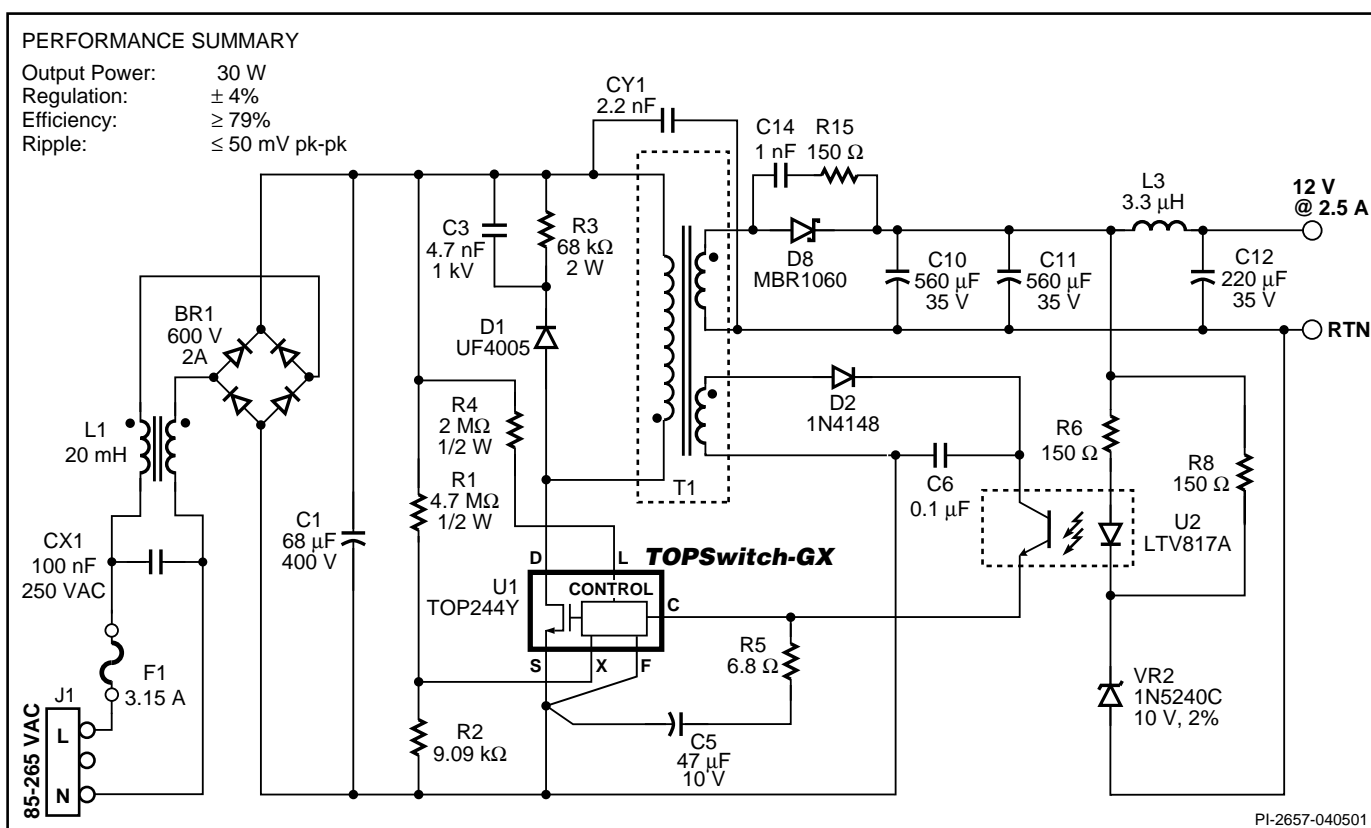 PERFORMANCE SUMMARY
Output Power: 30 W
Regulation: ± 4%
Efficiency: ≥ 79%
Ripple: ≤ 50 mV pk-pk
CY1
2.2 nF
C14
1 nF
R15
150 Ω
L3
3.3 µH
12 V
@ 2.5 A
C3
4.7 nF
1 kV
R3
68 kΩ
2 W
D8
MBR1060
C10
560 µF
35 V
C11
560 µF
35 V
C12
220 µF
35 V
BR1
600 V
2A
D1
UF4005
RTN
R4
2 MΩ
1/2 W
D2
1N4148
L1
20 mH
R6
150 Ω
R8
150 Ω
R1
4.7 MΩ
1/2 W
T1
C6
0.1 µF
C1
68 µF
400 V
U2
LTV817A
CX1
100 nF
250 VAC
TOPSwitch-GX
D
L
U1
TOP244Y
CONTROL
C
S
X
F
R5
6.8 Ω
F1
3.15 A
VR2
1N5240C
10 V, 2%
J1
L
N
85-265 VAC
R2
9.09 kΩ
C5
47 µF
10 V
PI-2657-040501